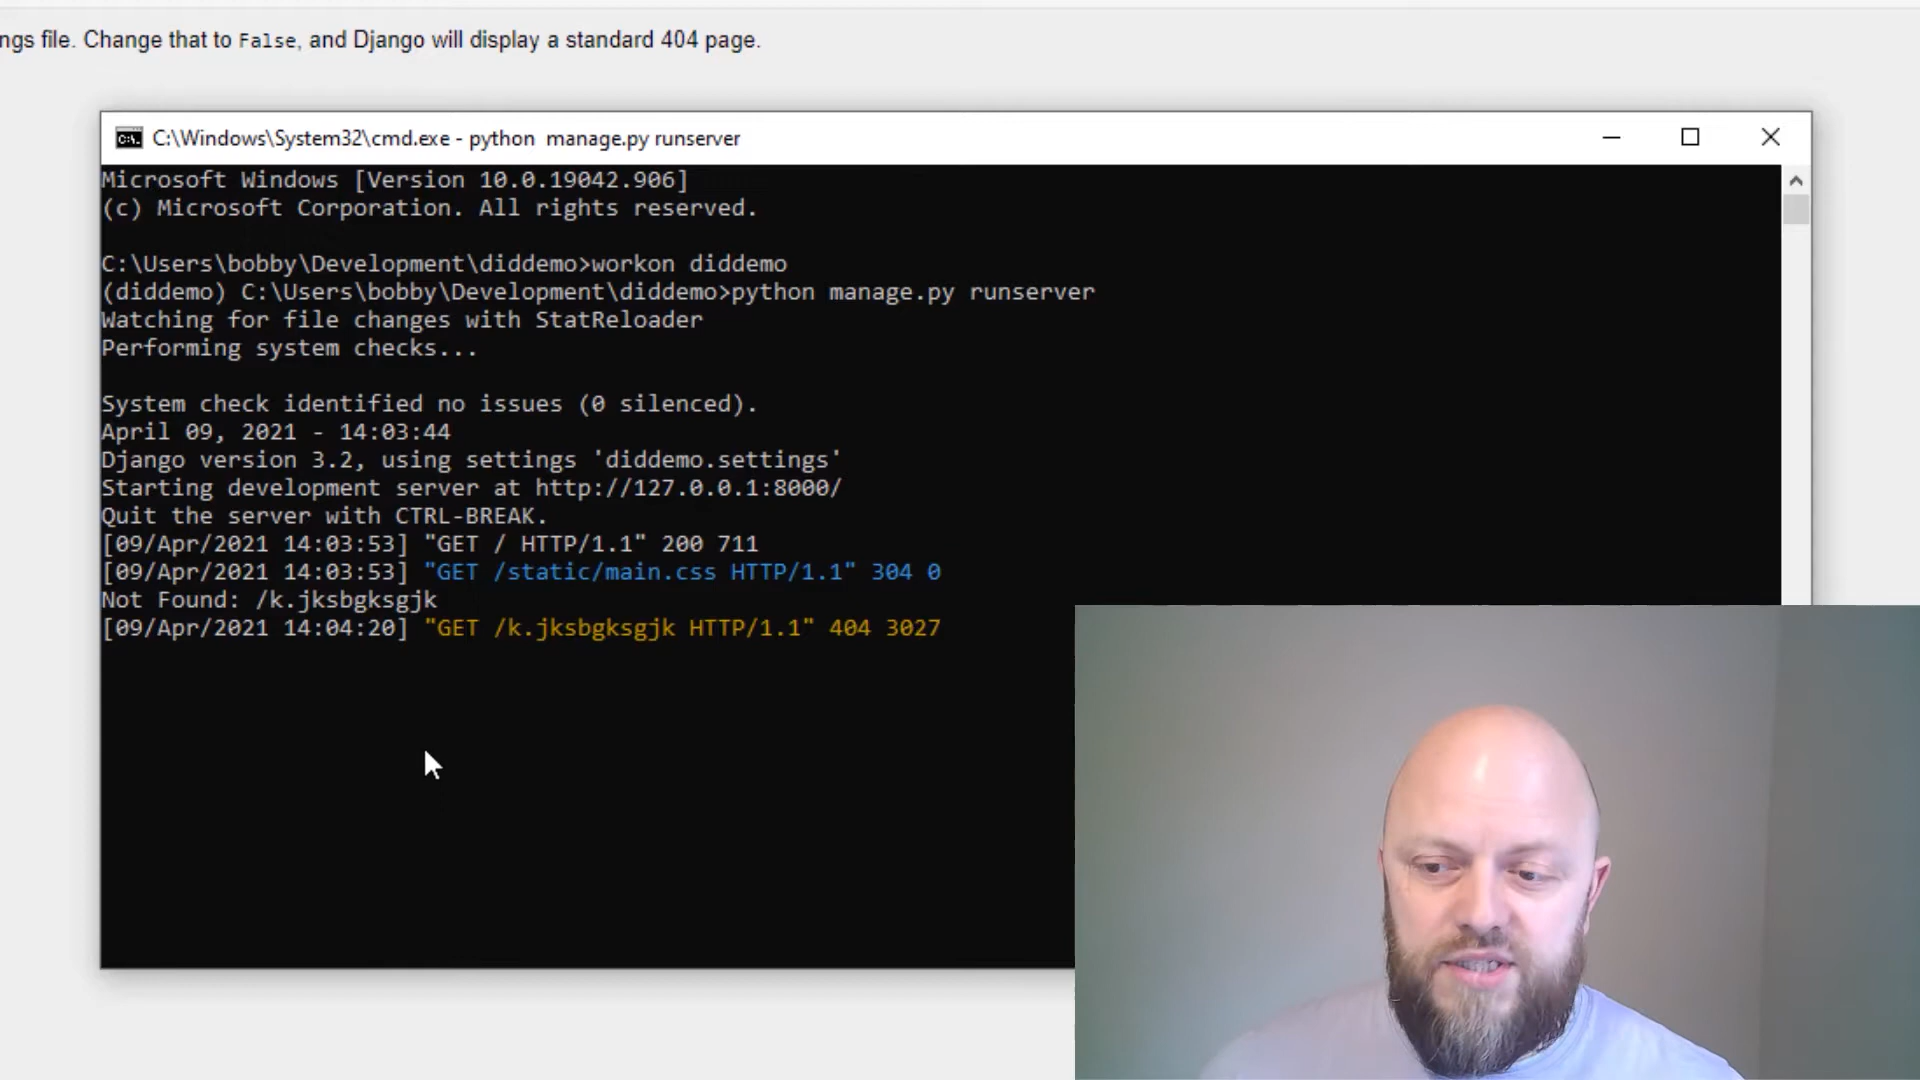 ngs file. Change that to False, and Django will display a standard 404 page.
C:\Windows\System32\cmd.exe - python  manage.py runserver
Microsoft Windows [Version 10.0.19042.906]
(c) Microsoft Corporation. All rights reserved.
C:\Users\bobby\Development\diddemo>workon diddemo
(diddemo) C:\Users\bobby\Development\diddemo>python manage.py runserver
Watching for file changes with StatReloader
Performing system checks...
System check identified no issues (0 silenced).
April 09, 2021 - 14:03:44
Django version 3.2, using settings 'diddemo.settings'
Starting development server at http://127.0.0.1:8000/
Quit the server with CTRL-BREAK.
[09/Apr/2021 14:03:53] "GET / HTTP/1.1" 200 711
[09/Apr/2021 14:03:53] "GET /static/main.css HTTP/1.1" 304 0
Not Found: /k.jksbgksgjk
[09/Apr/2021 14:04:20] "GET /k.jksbgksgjk HTTP/1.1" 404 3027